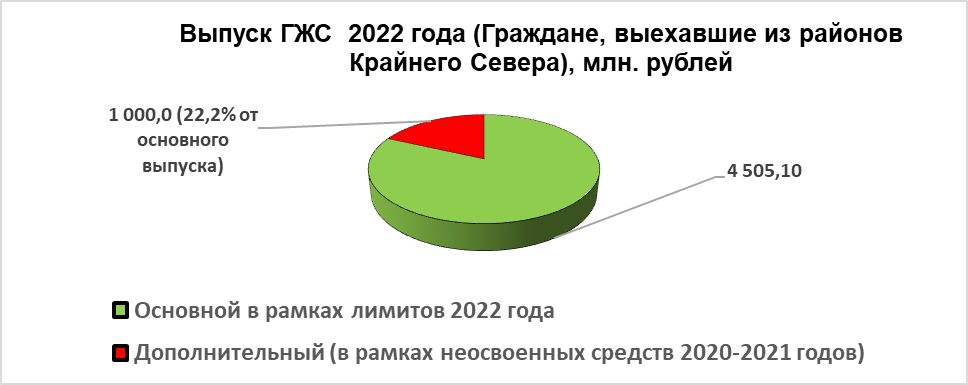 Выпуск ГЖС 2022 года (Граждане, выехавшие из районов
Крайнего Севера), млн. рублей
1 000,0 (22,2% от
основного
выпуска)
4 505,10
Основной в рамках лимитов 2022 года
Дополнительный (в рамках неосвоенных средств 2020-2021 годов)